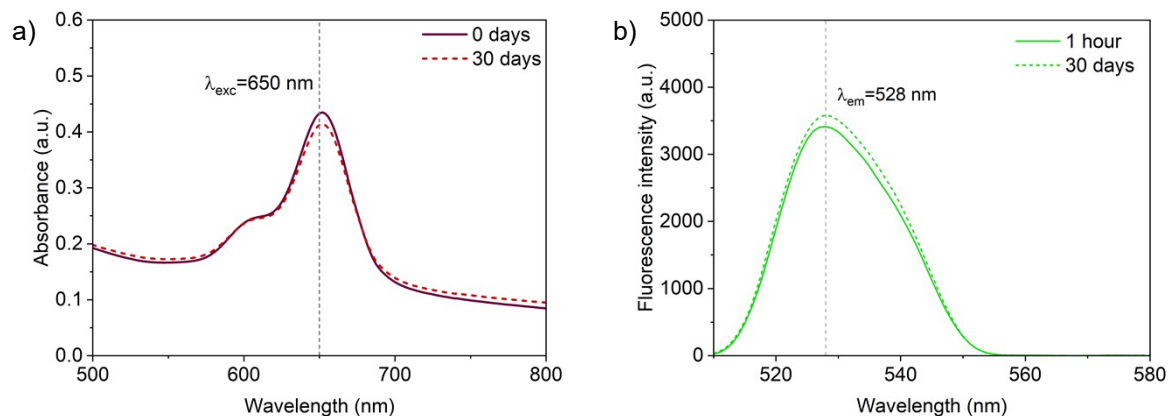 a)
0.6
0.5
0.4
0.3
0.2
0.1
0.0
Absorbance (a.u.)
0 days
30 days
λexc=650 nm
500
600
700
800
Wavelength (nm)
b)
5000
4000
3000
2000
1000
0
Fluorescence intensity (a.u.)
1 hour
30 days
λem=528 nm
520
540
560
580
Wavelength (nm)